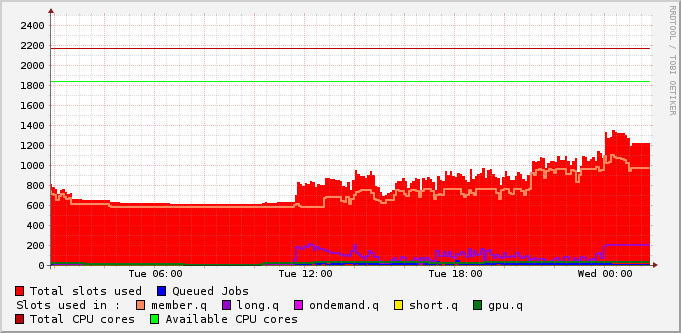 2400
2200
2000
1800
1600
1400
1200
1000
800
600
400
200
0
Tue 06:00 Tue 12:00 Tue 18:00 Wed 00:00
RRDTOOL / TOBI OETIKER
Total slots used Queued Jobs
Slots used in : member.q long.q ondemand.q short.q gpu.q
Total CPU cores Available CPU cores